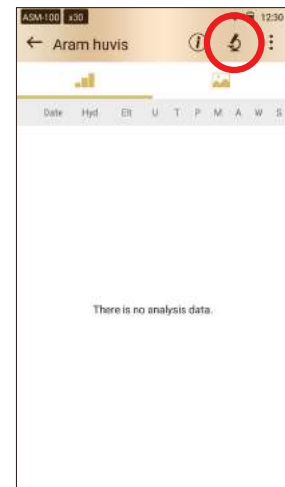 ASM-100 x30 12:30
← Aram huvis
Date Hyd Elt U T P M A W S
There is no analysis data.